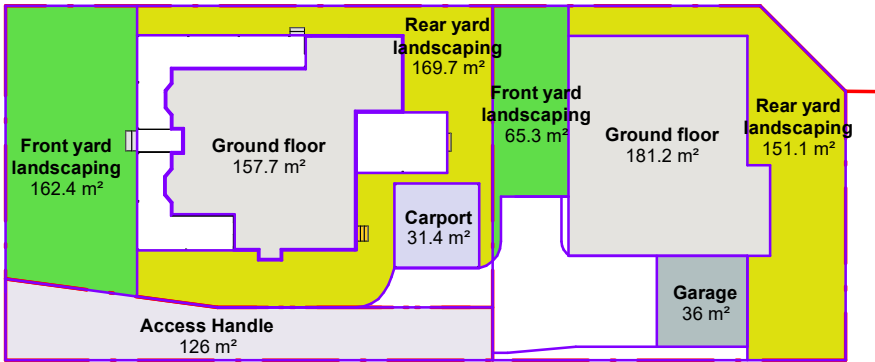 Rear yard
landscaping
169.7 m²
Front yard
landscaping
65.3 m²
Rear yard
landscaping
151.1 m²
Ground floor
181.2 m²
Front yard
landscaping
162.4 m²
Ground floor
157.7 m²
Carport
31.4 m²
Garage
36 m²
Access Handle
126 m²